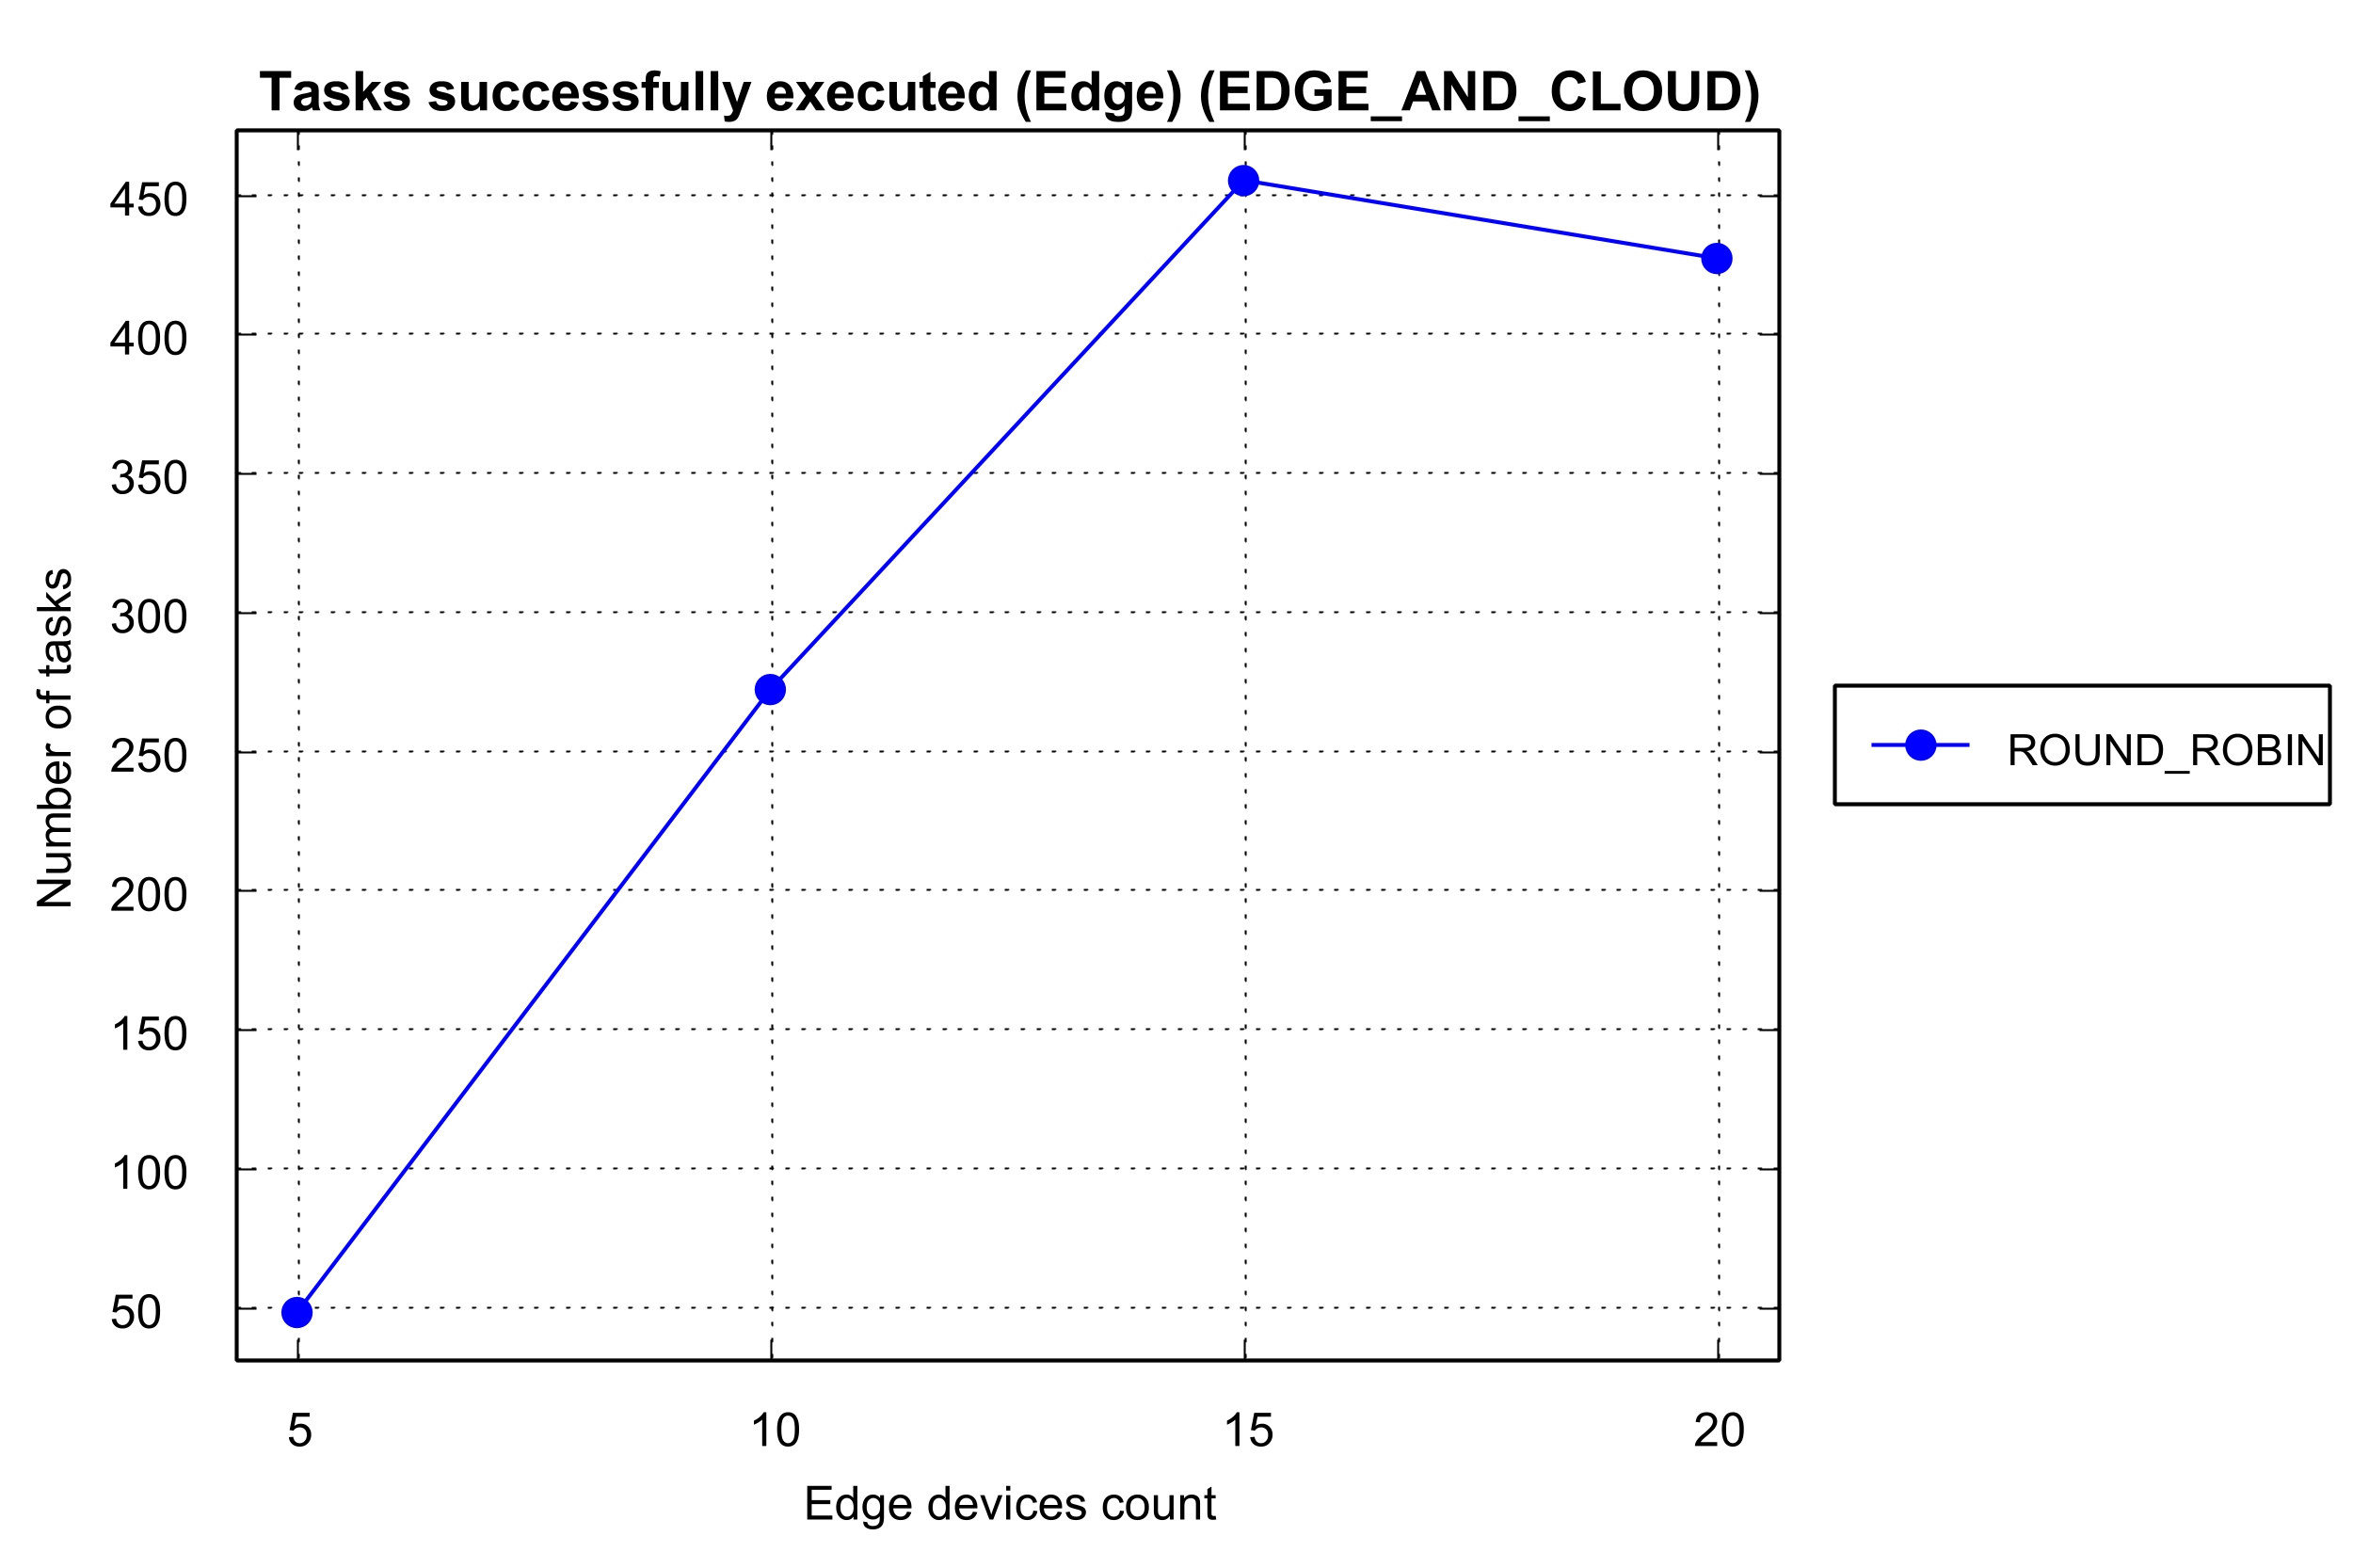 Tasks successfully executed (Edge) (EDGE_AND_CLOUD)
450
400
350
300
250
200
150
100
50
Number of tasks
5 10 15 20
Edge devices count
ROUND_ROBIN